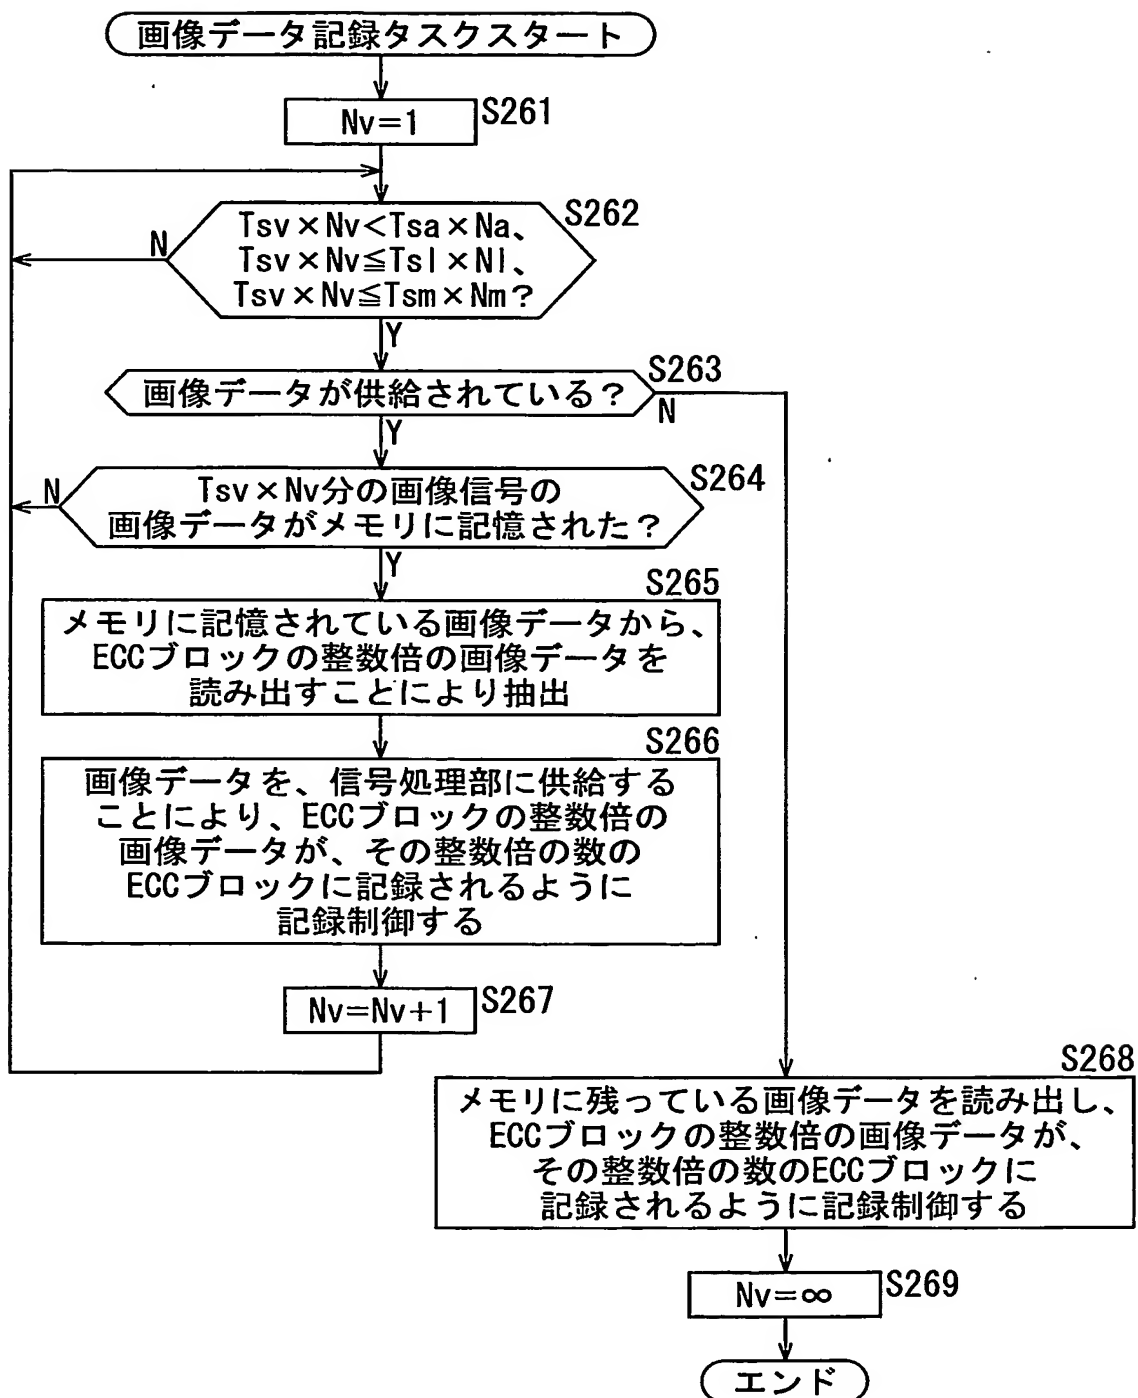 画像データ記録タスクスタート
Nv=1
S261
Tsv×Nv<Tsa×Na、
Tsv×Nv≦Tsl×Nl、
Tsv×Nv≦Tsm×Nm?
S262
N
Y
画像データが供給されている?
S263
N
Y
Tsv×Nv分の画像信号の
画像データがメモリに記憶された?
S264
N
Y
S265
メモリに記憶されている画像データから、
ECCブロックの整数倍の画像データを
読み出すことにより抽出
S266
画像データを、信号処理部に供給する
ことにより、ECCブロックの整数倍の
画像データが、その整数倍の数の
ECCブロックに記録されるように
記録制御する
Nv=Nv+1
S267
S268
メモリに残っている画像データを読み出し、
ECCブロックの整数倍の画像データが、
その整数倍の数のECCブロックに
記録されるように記録制御する
Nv=∞
S269
エンド